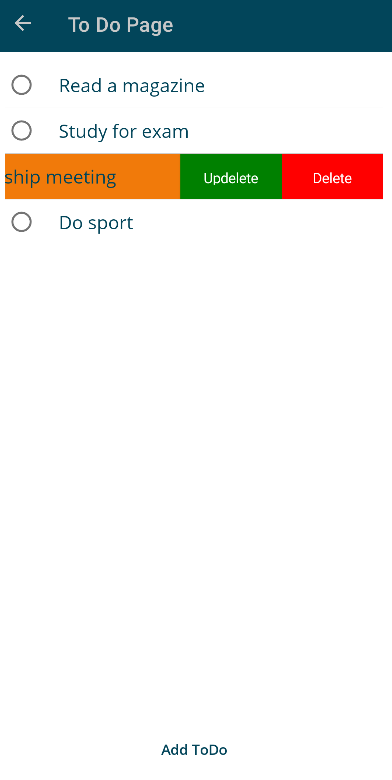 To Do Page
Read a magazine
Study for exam
ship meeting Updelete Delete
Do sport
Add ToDo